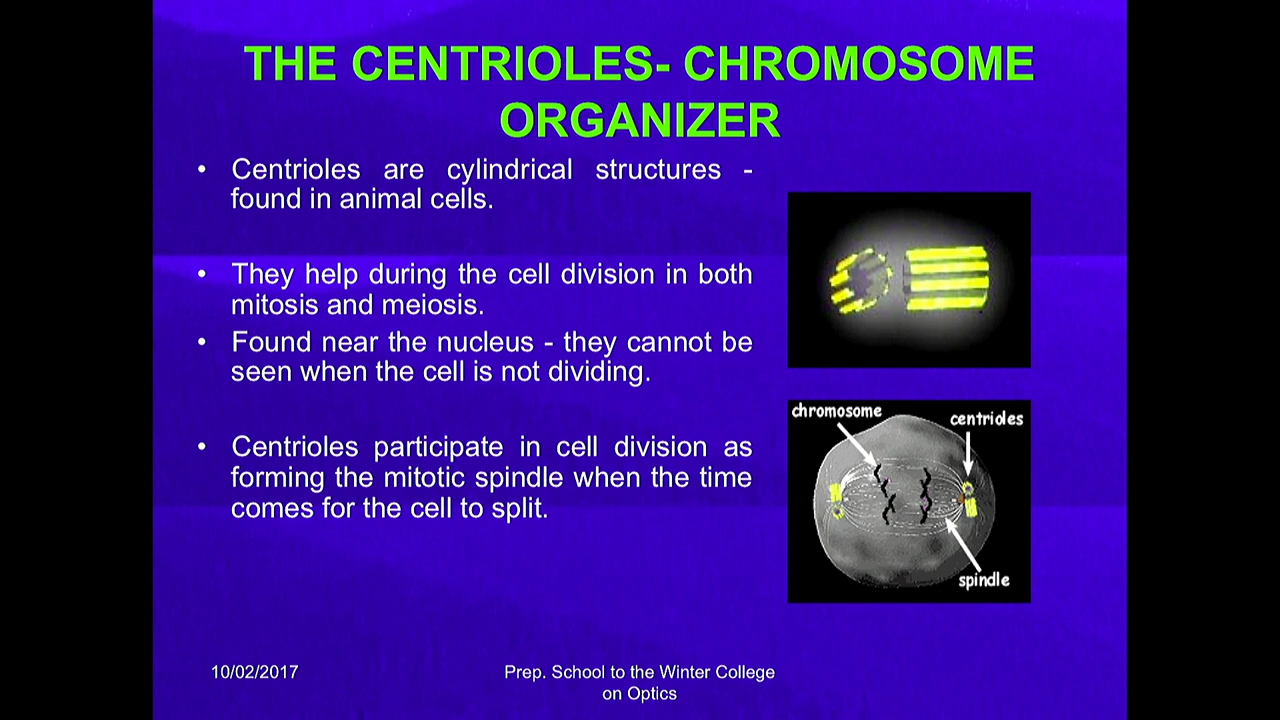 THE CENTRIOLES- CHROMOSOME
ORGANIZER
• Centrioles are cylindrical structures -
found in animal cells.
• They help during the cell division in both
mitosis and meiosis.
• Found near the nucleus - they cannot be
seen when the cell is not dividing.
• Centrioles participate in cell division as
forming the mitotic spindle when the time
comes for the cell to split.
chromosome
centrioles
spindle
10/02/2017
Prep. School to the Winter College
on Optics